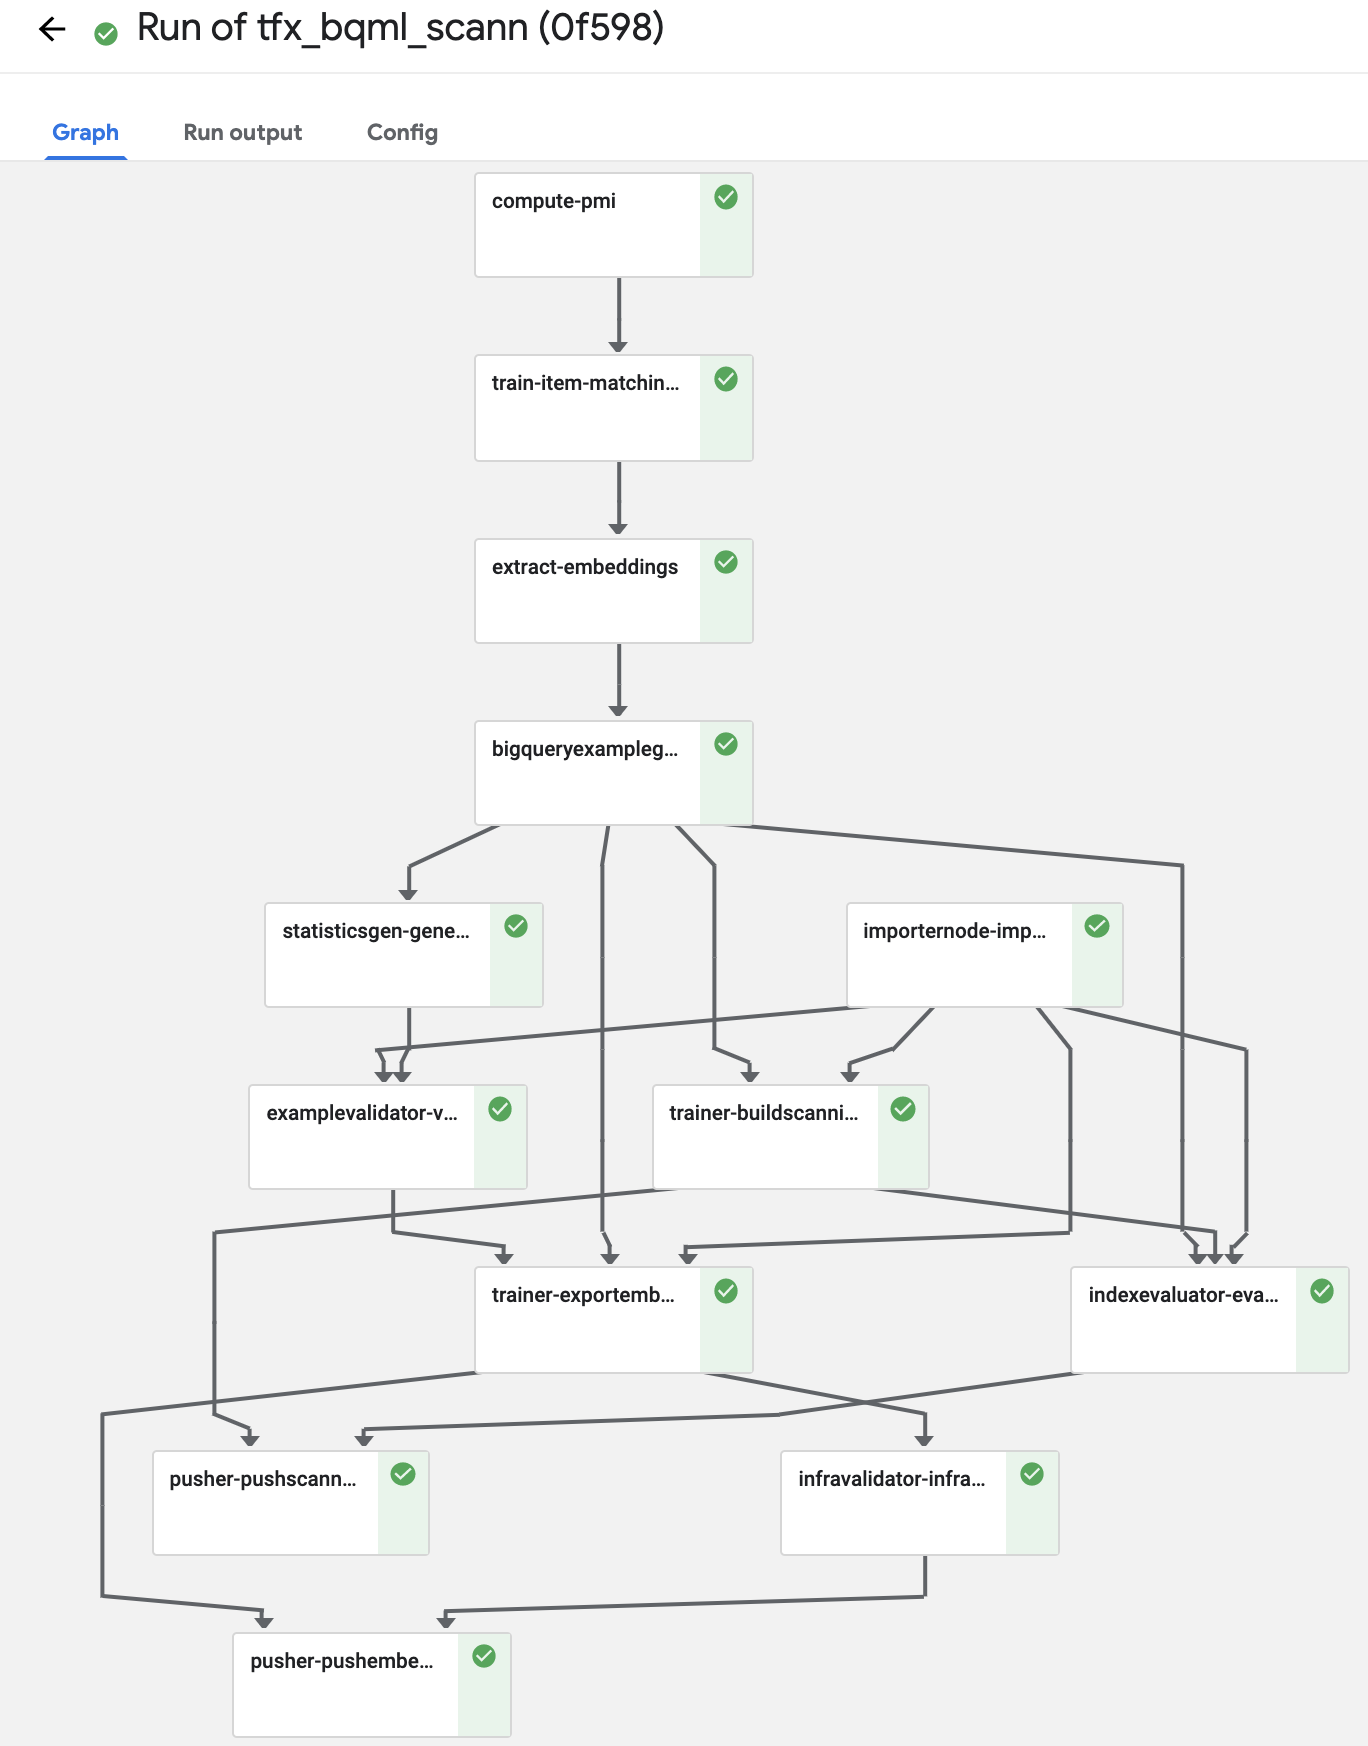 Run of tfx_bqml_scann (0f598)
Graph Run output Config
compute-pmi
train-item-matchin...
extract-embeddings
bigqueryexampleg...
statisticsgen-gene...
importernode-imp...
examplevalidator-v...
trainer-buildscanni...
trainer-exportemb...
indexevaluator-eva...
pusher-pushscann...
infravalidator-infra...
pusher-pushembe...